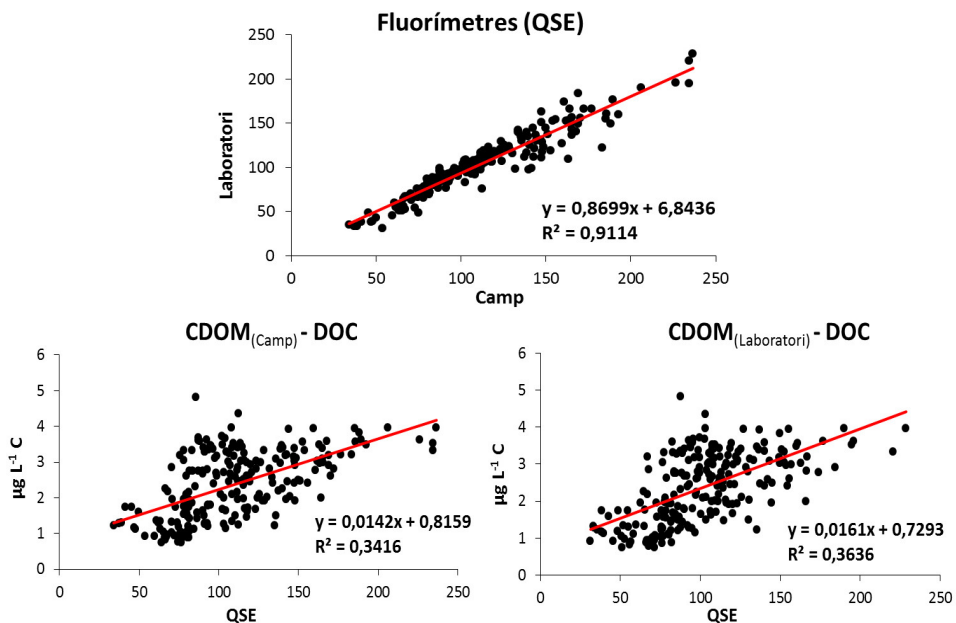 Fluorímetres (QSE)
250
200
150
100
50
0
Laboratori
y = 0,8699x + 6,8436
R² = 0,9114
0 50 100 150 200 250
Camp
CDOM(Camp) - DOC
6
5
4
3
2
1
0
µg L⁻¹ C
y = 0,0142x + 0,8159
R² = 0,3416
0 50 100 150 200 250
QSE
CDOM(Laboratori) - DOC
6
5
4
3
2
1
0
µg L⁻¹ C
y = 0,0161x + 0,7293
R² = 0,3636
0 50 100 150 200 250
QSE